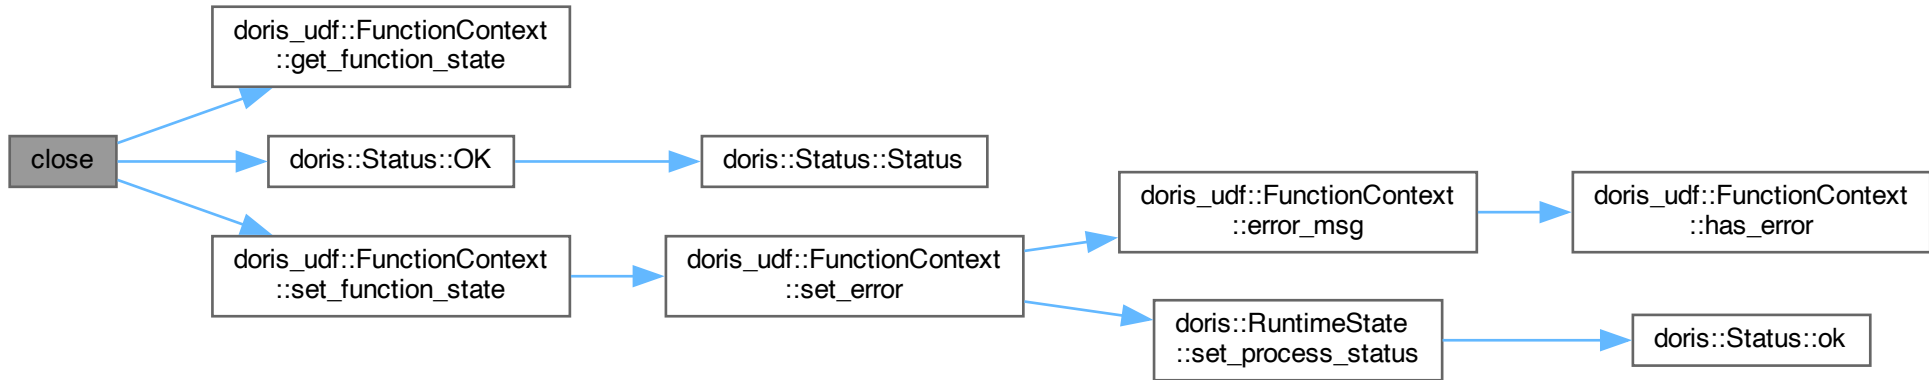 close
doris_udf::FunctionContext
::get_function_state
doris::Status::OK
doris::Status::Status
doris_udf::FunctionContext
::set_function_state
doris_udf::FunctionContext
::set_error
doris_udf::FunctionContext
::error_msg
doris_udf::FunctionContext
::has_error
doris::RuntimeState
::set_process_status
doris::Status::ok